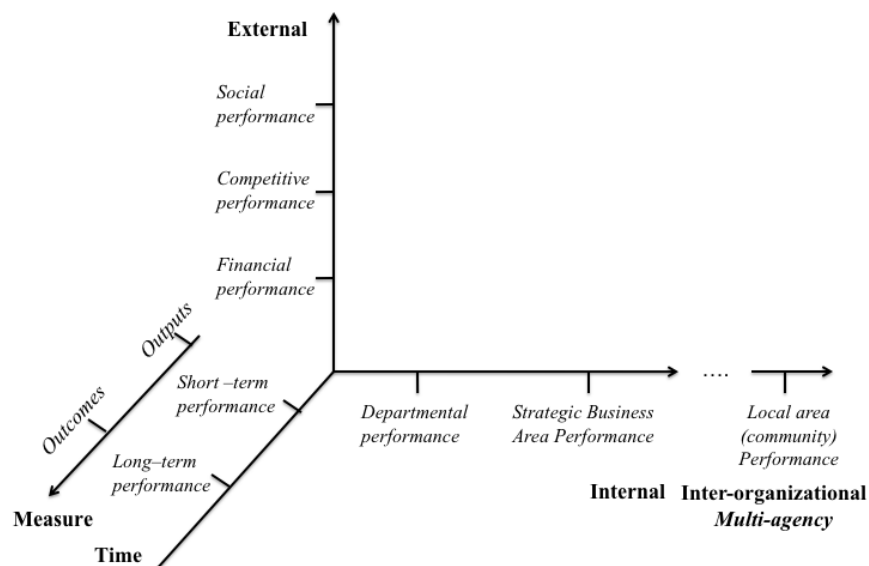 External
Social
performance
Competitive
performance
Financial
performance
Outputs
Outcomes
Short –term
performance
Long–term
performance
Measure
Time
Departmental
performance
Strategic Business
Area Performance
....
Local area
(community)
Performance
Internal
Inter-organizational
Multi-agency